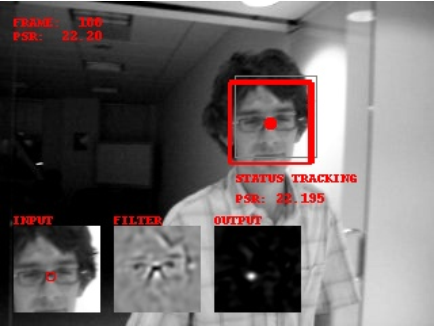 FRAME: 100
PSR: 22.20
STATUS TRACKING
PSR: 22.195
INPUT
FILTER
OUTPUT